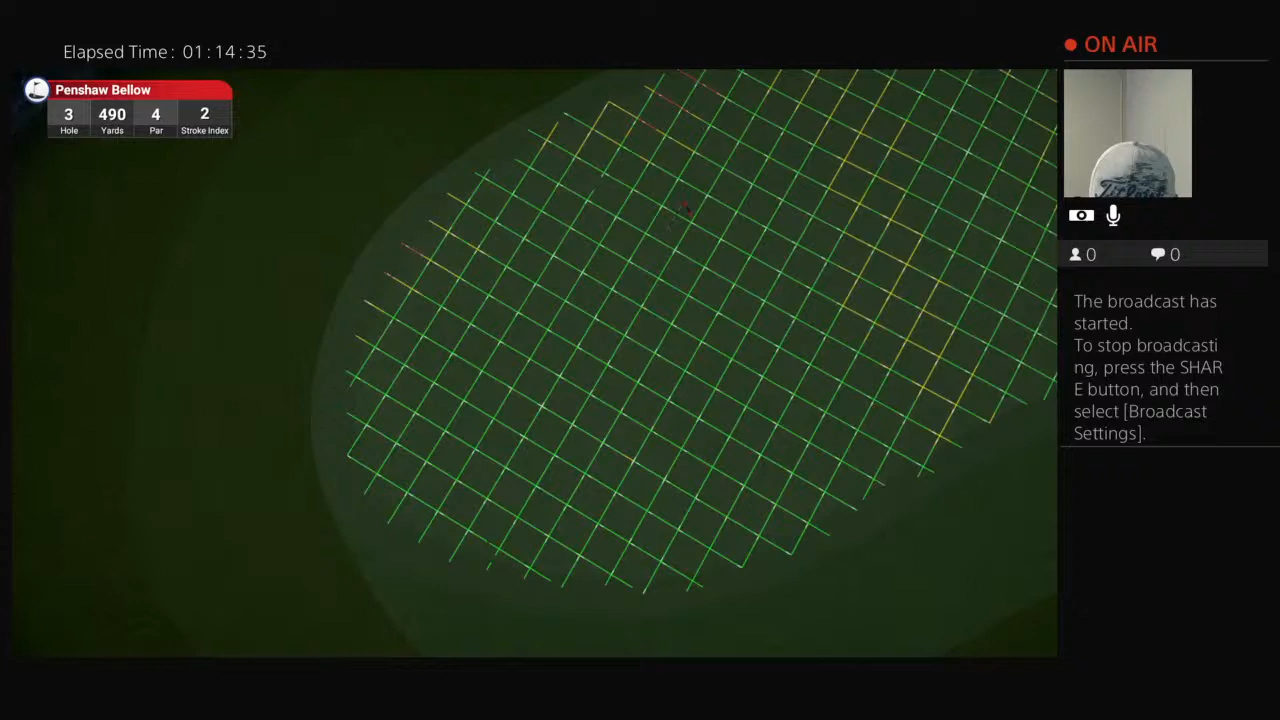 Elapsed Time: 01:14:35
ON AIR
Penshaw Bellow
3 490 4 2
Hole Yards Par Stroke Index
Titleist
0 0
The broadcast has
started.
To stop broadcasti
ng, press the SHAR
E button, and then
select [Broadcast
Settings].